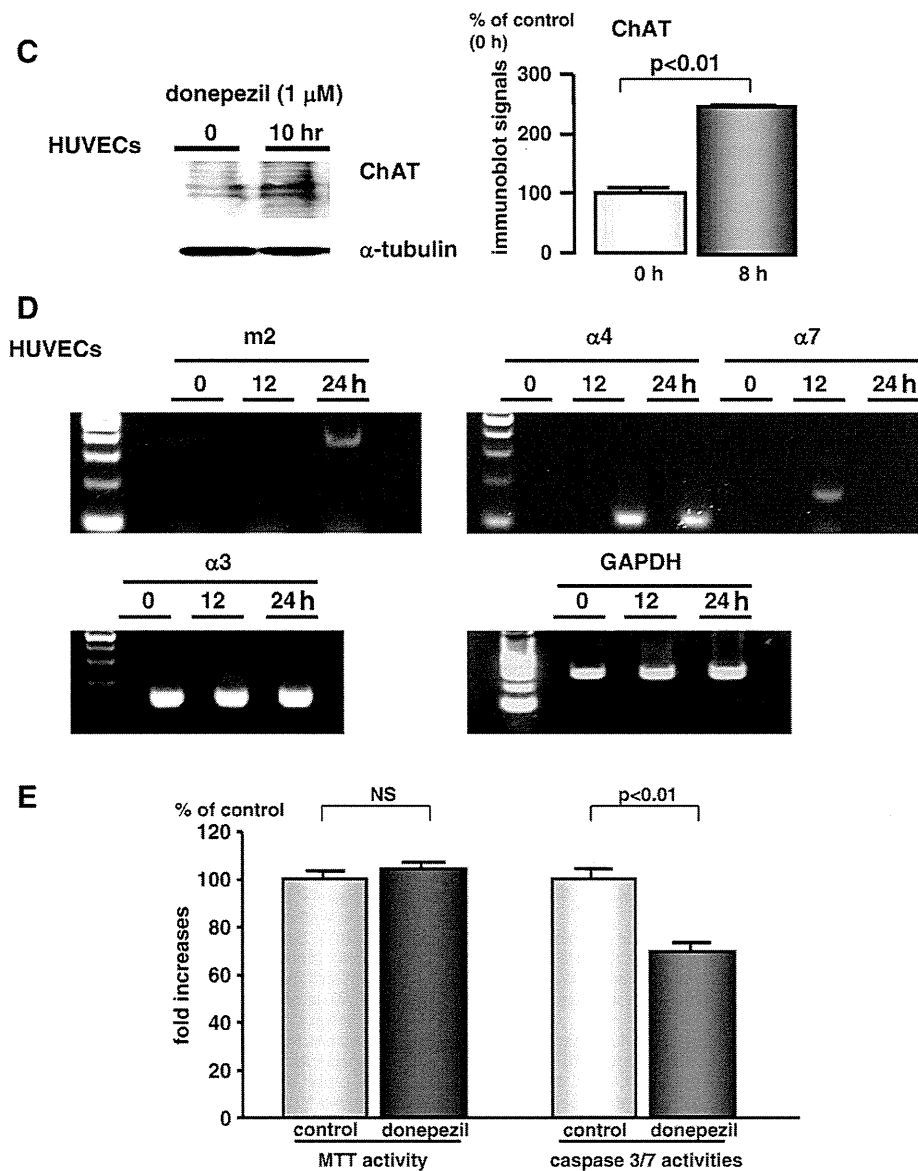 C
donepezil (1 μM)
HUVECs
0
10 hr
ChAT
α-tubulin
% of control
(0 h)
ChAT
p<0.01
immunoblot signals
300
200
100
0
0 h
8 h
D
HUVECs
m2
0
12
24 h
α4
0
12
24 h
α7
0
12
24 h
α3
0
12
24 h
GAPDH
0
12
24 h
E
% of control
NS
p<0.01
fold increases
120
100
80
60
40
20
0
control
donepezil
control
donepezil
MTT activity
caspase 3/7 activities